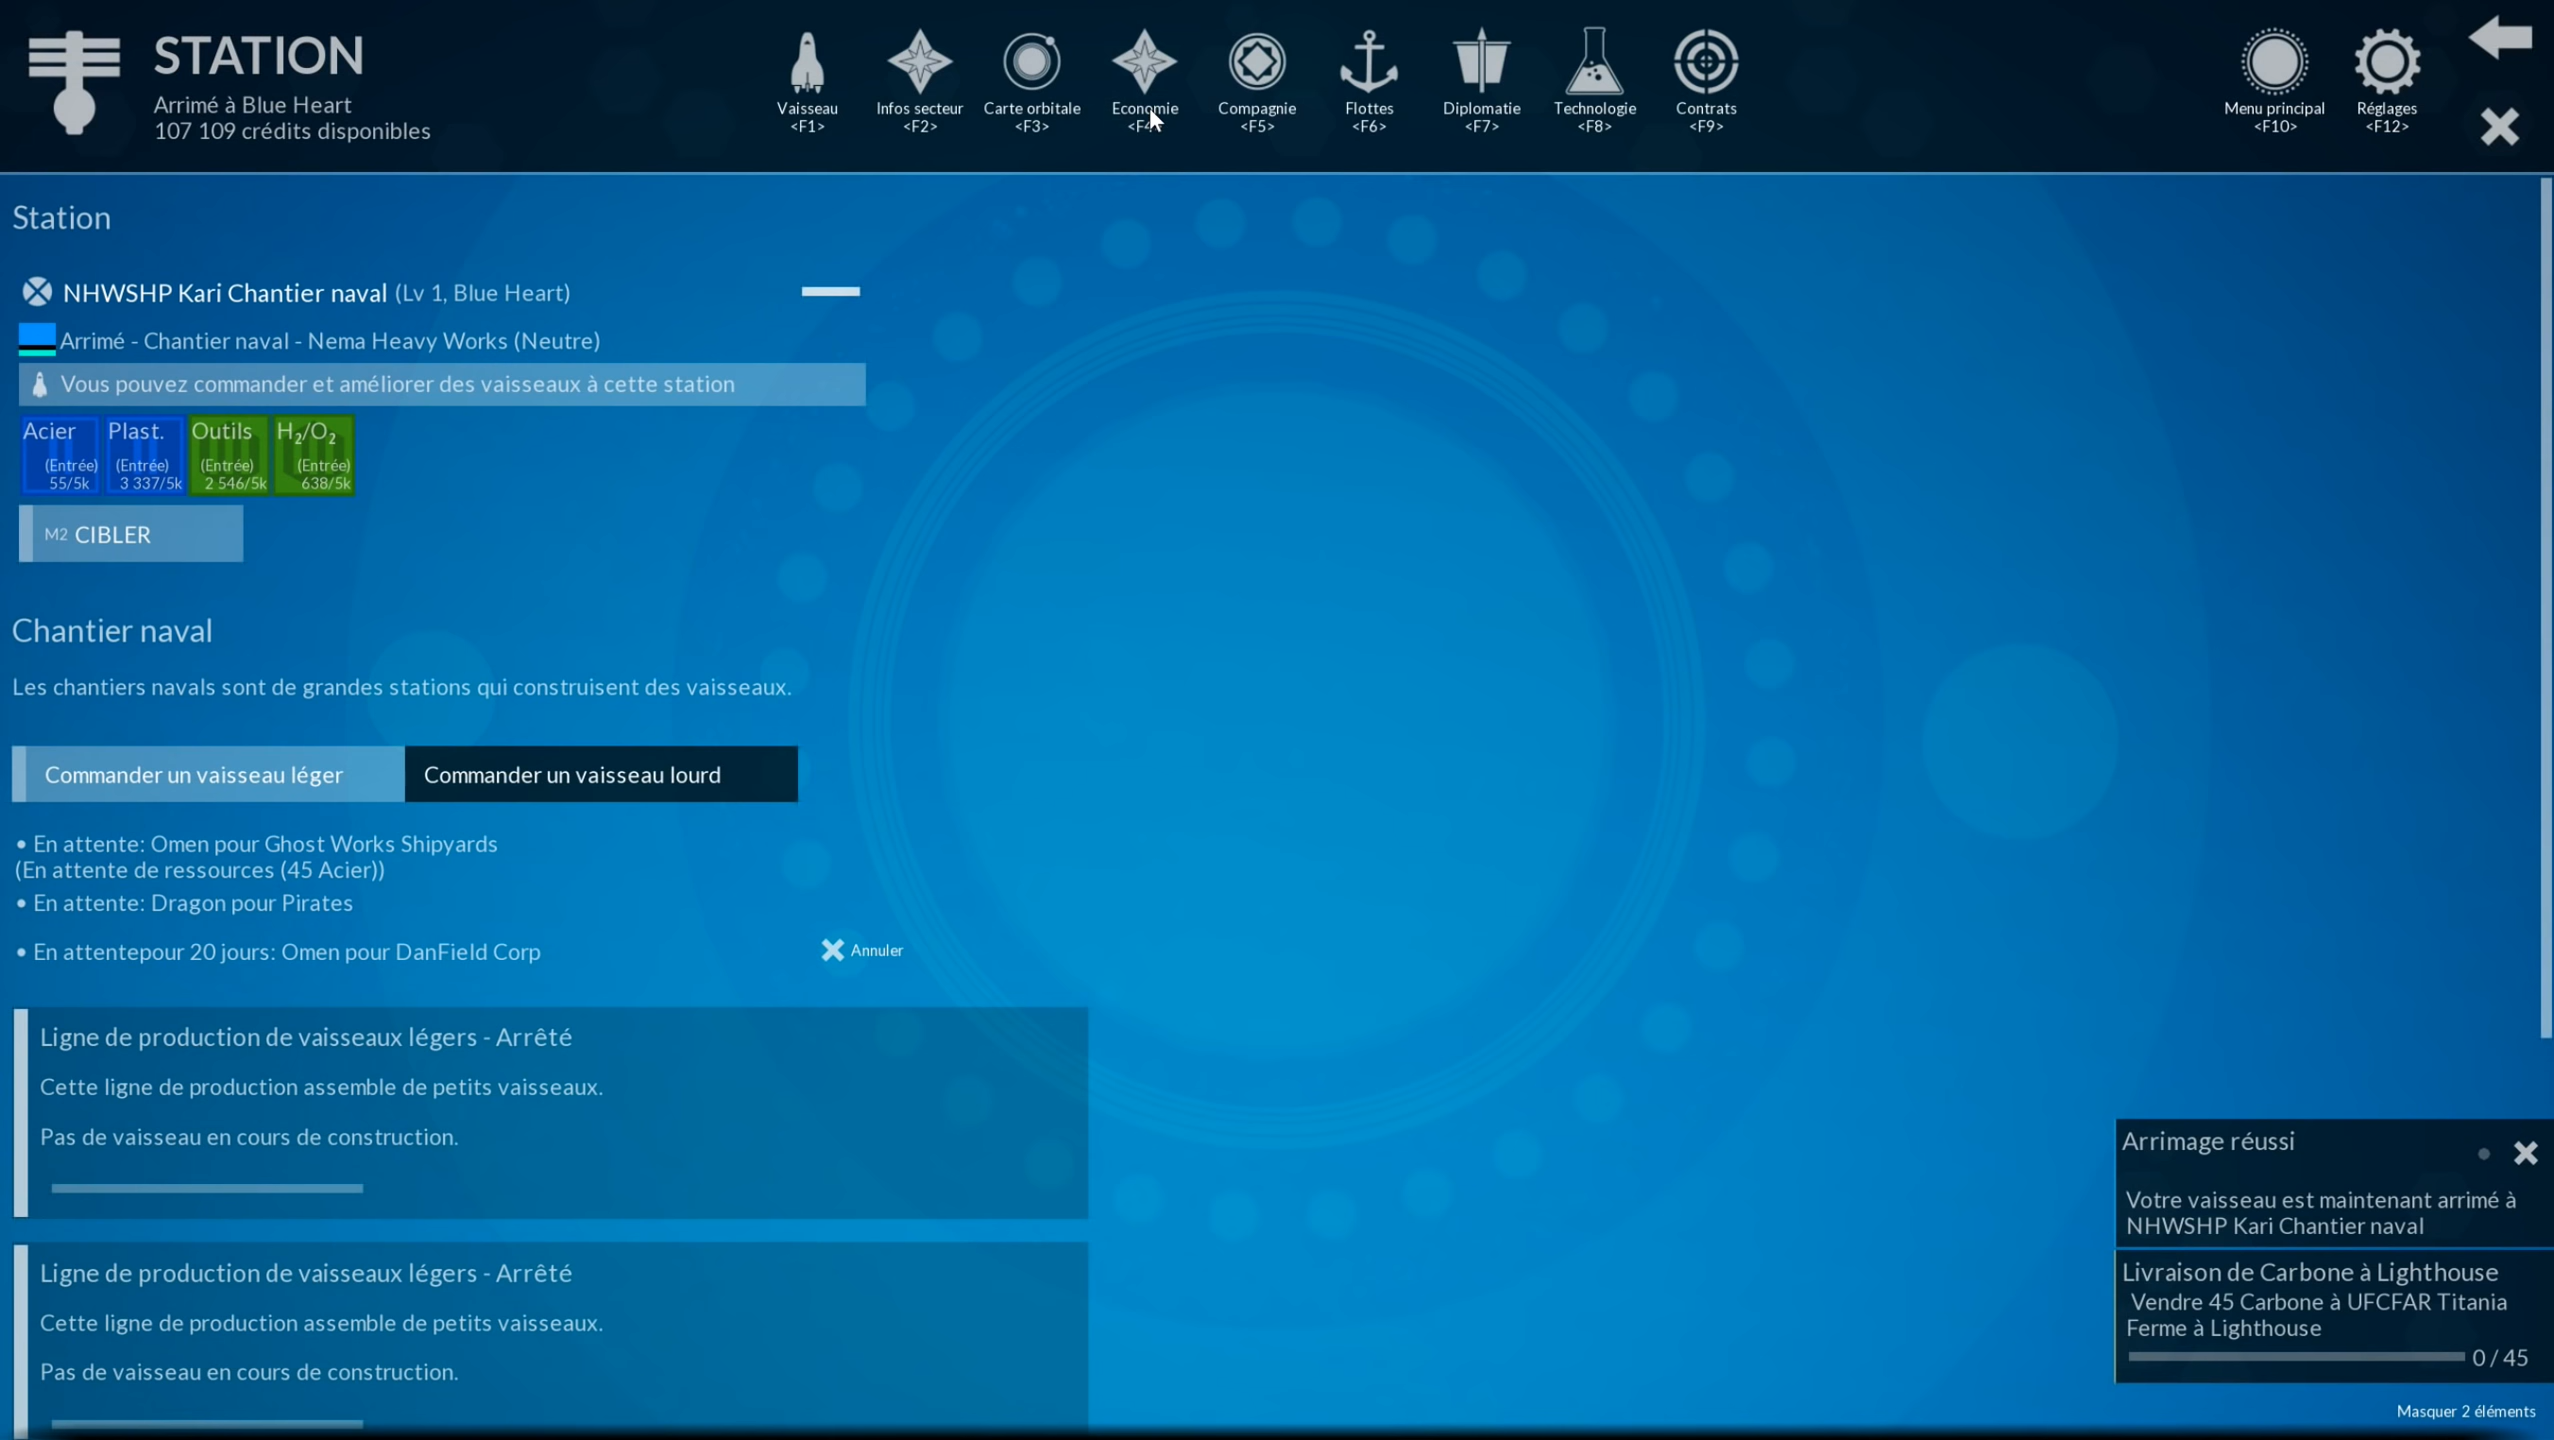 STATION
Arrimé à Blue Heart
107 109 crédits disponibles
Vaisseau
<F1>
Infos secteur
<F2>
Carte orbitale
<F3>
Economie
Compagnie
<F5>
Flottes
<F6>
Diplomatie
<F7>
Technologie
<F8>
Contrats
<F9>
Menu principal
<F10>
Réglages
<F12>
Station
NHWSHP Kari Chantier naval (Lv 1, Blue Heart)
Arrimé - Chantier naval - Nema Heavy Works (Neutre)
Vous pouvez commander et améliorer des vaisseaux à cette station
Acier
(Entrée)
55/5k
Plast.
(Entrée)
3 337/5k
Outils
(Entrée)
2 546/5k
H₂/O₂
(Entrée)
638/5k
M2 CIBLER
Chantier naval
Les chantiers navals sont de grandes stations qui construisent des vaisseaux.
Commander un vaisseau léger
Commander un vaisseau lourd
• En attente: Omen pour Ghost Works Shipyards
(En attente de ressources (45 Acier))
• En attente: Dragon pour Pirates
• En attentepour 20 jours: Omen pour DanField Corp
Annuler
Ligne de production de vaisseaux légers - Arrêté
Cette ligne de production assemble de petits vaisseaux.
Pas de vaisseau en cours de construction.
Ligne de production de vaisseaux légers - Arrêté
Cette ligne de production assemble de petits vaisseaux.
Pas de vaisseau en cours de construction.
Arrimage réussi
Votre vaisseau est maintenant arrimé à
NHWSHP Kari Chantier naval
Livraison de Carbone à Lighthouse
Vendre 45 Carbone à UFCFAR Titania
Ferme à Lighthouse
0 / 45
Masquer 2 éléments